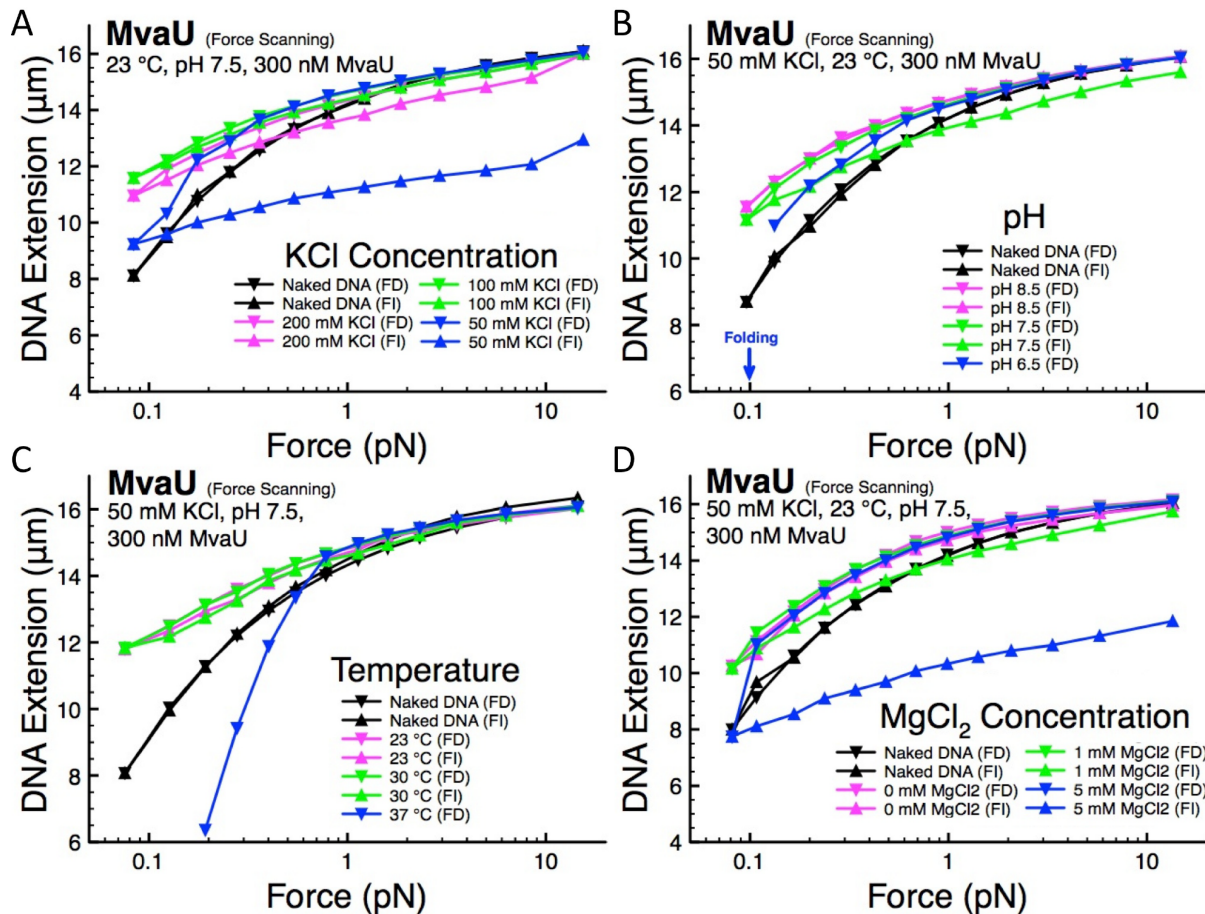 A
MvaU (Force Scanning)
23 °C, pH 7.5, 300 nM MvaU
DNA Extension (µm)
16
14
12
10
8
6
4
KCl Concentration
Naked DNA (FD)
Naked DNA (FI)
200 mM KCl (FD)
200 mM KCl (FI)
100 mM KCl (FD)
100 mM KCl (FI)
50 mM KCl (FD)
50 mM KCl (FI)
0.1 1 10
Force (pN)
B
MvaU (Force Scanning)
50 mM KCl, 23 °C, 300 nM MvaU
DNA Extension (µm)
16
14
12
10
8
6
pH
Naked DNA (FD)
Naked DNA (FI)
pH 8.5 (FD)
pH 8.5 (FI)
pH 7.5 (FD)
pH 7.5 (FI)
pH 6.5 (FD)
Folding
0.1 1 10
Force (pN)
C
MvaU (Force Scanning)
50 mM KCl, pH 7.5,
300 nM MvaU
DNA Extension (µm)
16
14
12
10
8
6
Temperature
Naked DNA (FD)
Naked DNA (FI)
23 °C (FD)
23 °C (FI)
30 °C (FD)
30 °C (FI)
37 °C (FD)
0.1 1 10
Force (pN)
D
MvaU (Force Scanning)
50 mM KCl, 23 °C, pH 7.5,
300 nM MvaU
DNA Extension (µm)
16
14
12
10
8
6
4
MgCl₂ Concentration
Naked DNA (FD)
Naked DNA (FI)
0 mM MgCl2 (FD)
0 mM MgCl2 (FI)
1 mM MgCl2 (FD)
1 mM MgCl2 (FI)
5 mM MgCl2 (FD)
5 mM MgCl2 (FI)
0.1 1 10
Force (pN)